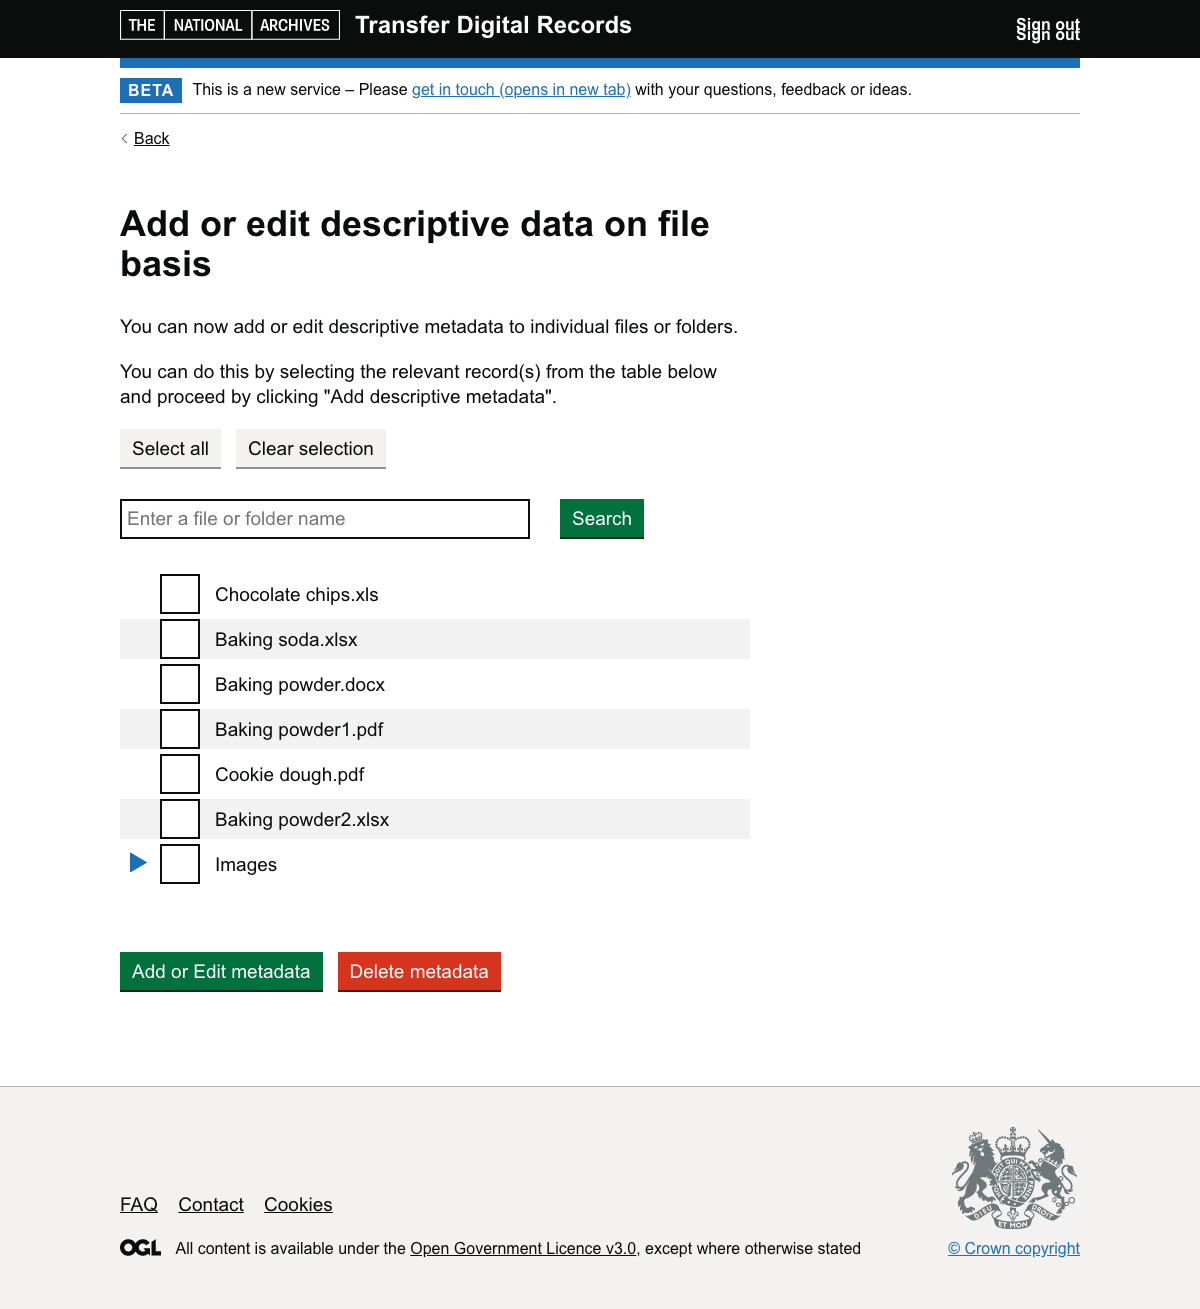 THE NATIONAL ARCHIVES Transfer Digital Records Sign out
Sign out
BETA This is a new service – Please get in touch (opens in new tab) with your questions, feedback or ideas.
Back
Add or edit descriptive data on file
basis
You can now add or edit descriptive metadata to individual files or folders.
You can do this by selecting the relevant record(s) from the table below
and proceed by clicking "Add descriptive metadata".
Select all Clear selection
Enter a file or folder name Search
Chocolate chips.xls
Baking soda.xlsx
Baking powder.docx
Baking powder1.pdf
Cookie dough.pdf
Baking powder2.xlsx
Images
Add or Edit metadata Delete metadata
DIEU ET MON DROIT
FAQ Contact Cookies
OGL All content is available under the Open Government Licence v3.0, except where otherwise stated
© Crown copyright